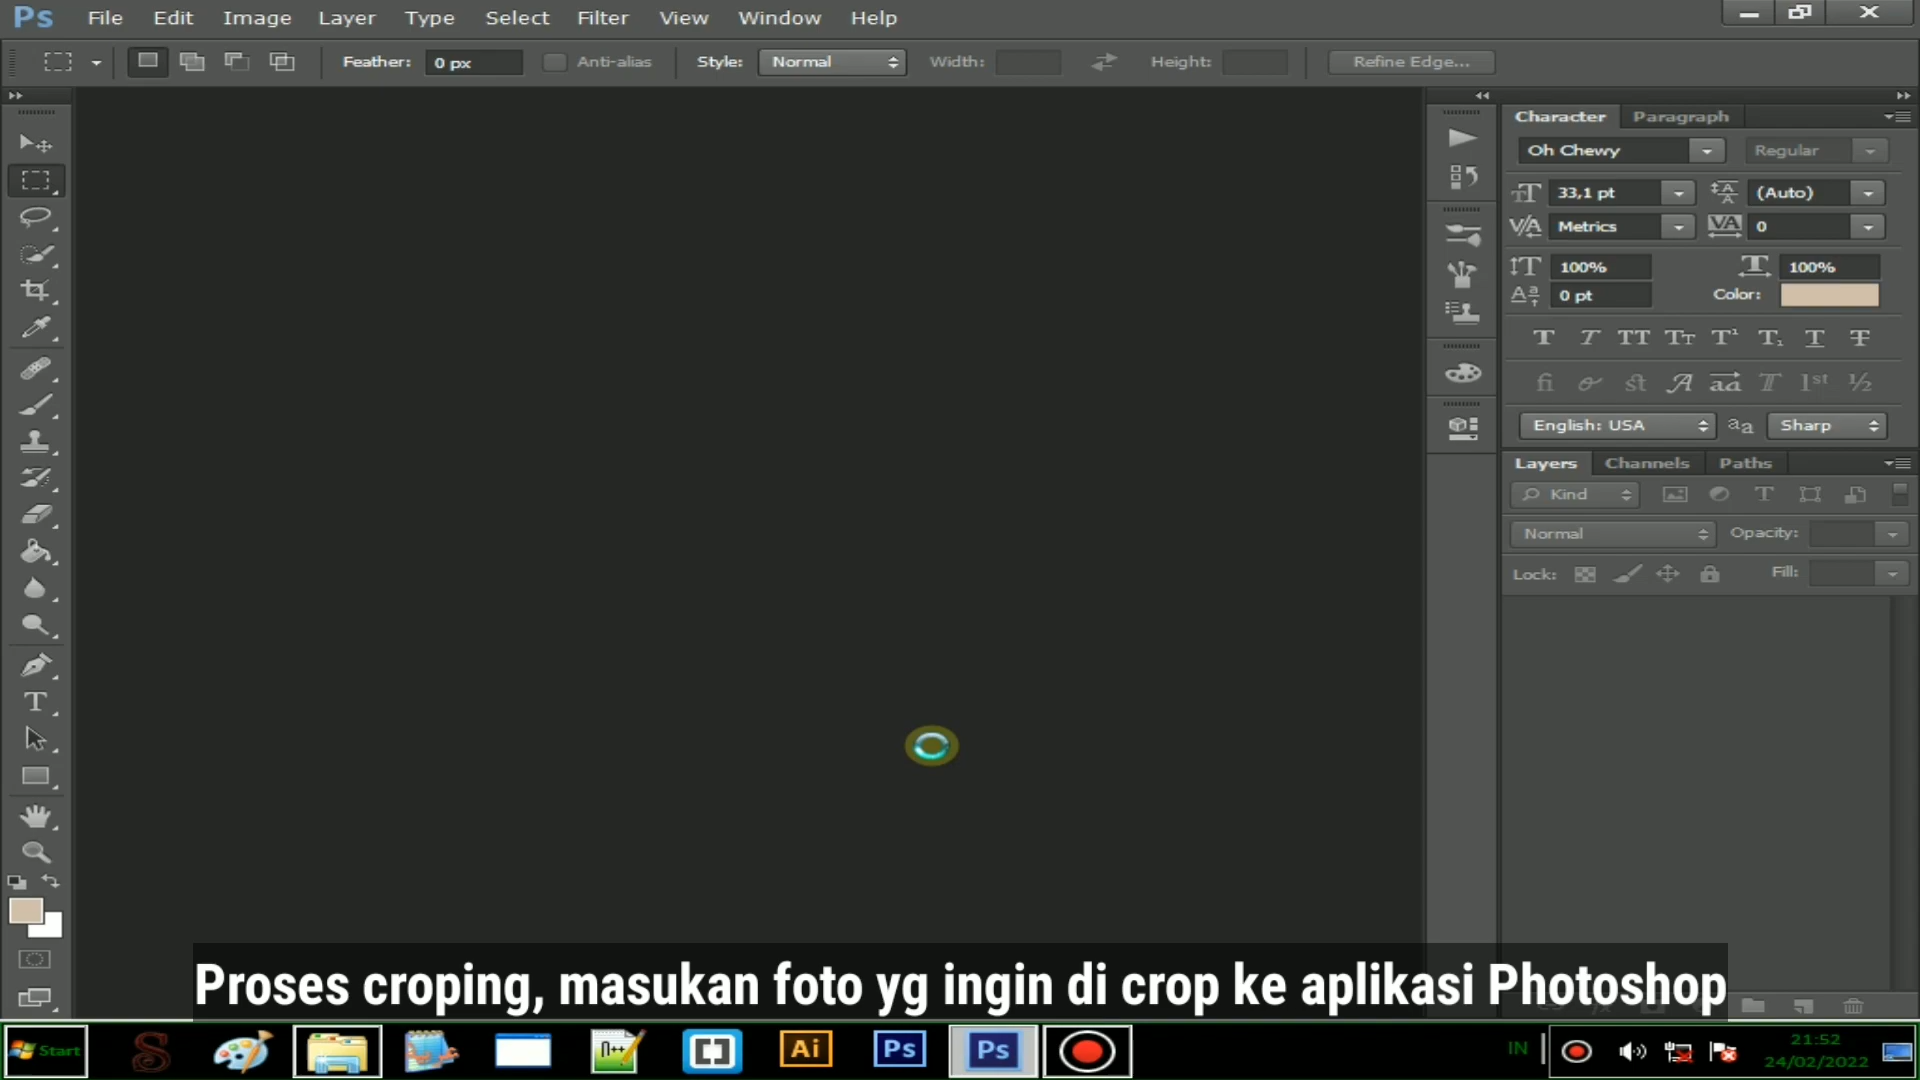 Ps File Edit Image Layer Type Select Filter View Window Help
Feather: 0 px Anti-alias Style: Normal Width: Height: Refine Edge...
Character Paragraph
Oh Chewy Regular
33,1 pt (Auto)
Metrics 0
100% 100%
0 pt Color:
English: USA aa Sharp
Layers Channels Paths
Kind
Normal Opacity:
Lock: Fill:
Proses croping, masukan foto yg ingin di crop ke aplikasi Photoshop
Start Ai Ps Ps IN 21:52
24/02/2022